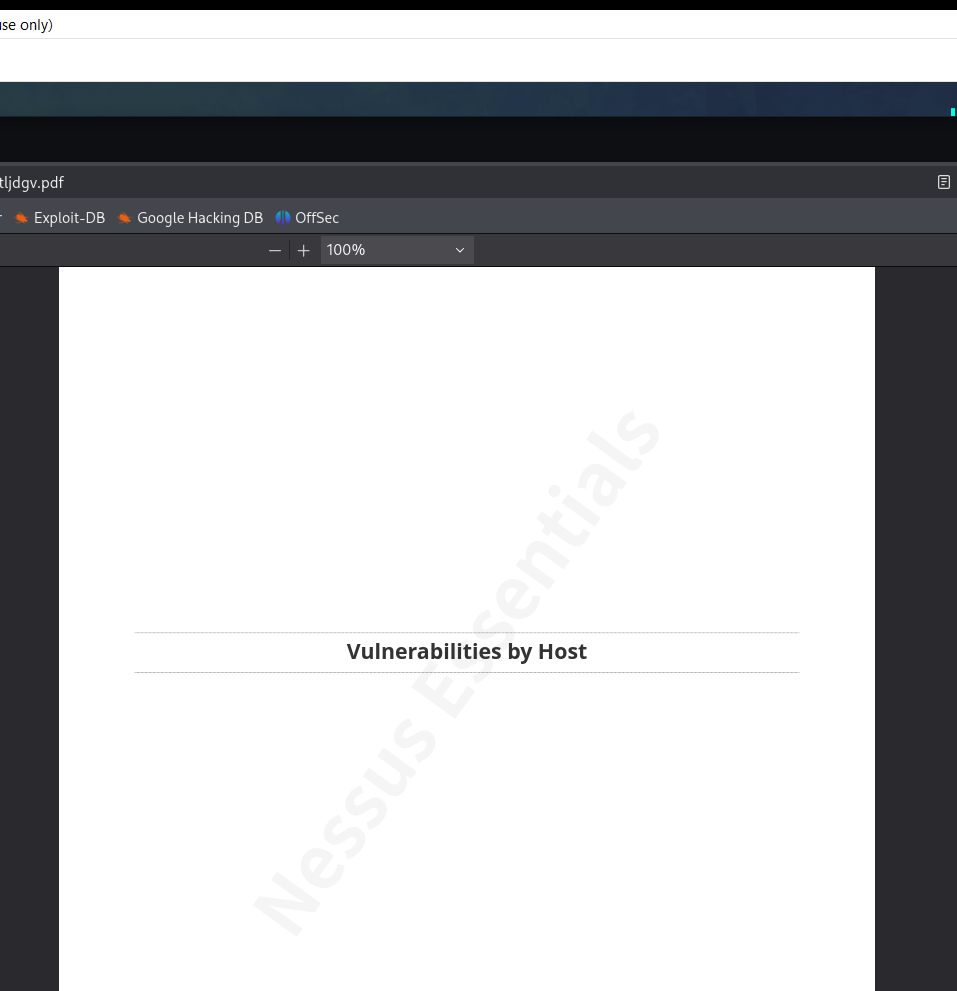 use only)
tljdgv.pdf
Exploit-DB Google Hacking DB OffSec
100%
Vulnerabilities by Host
Nessus Essentials